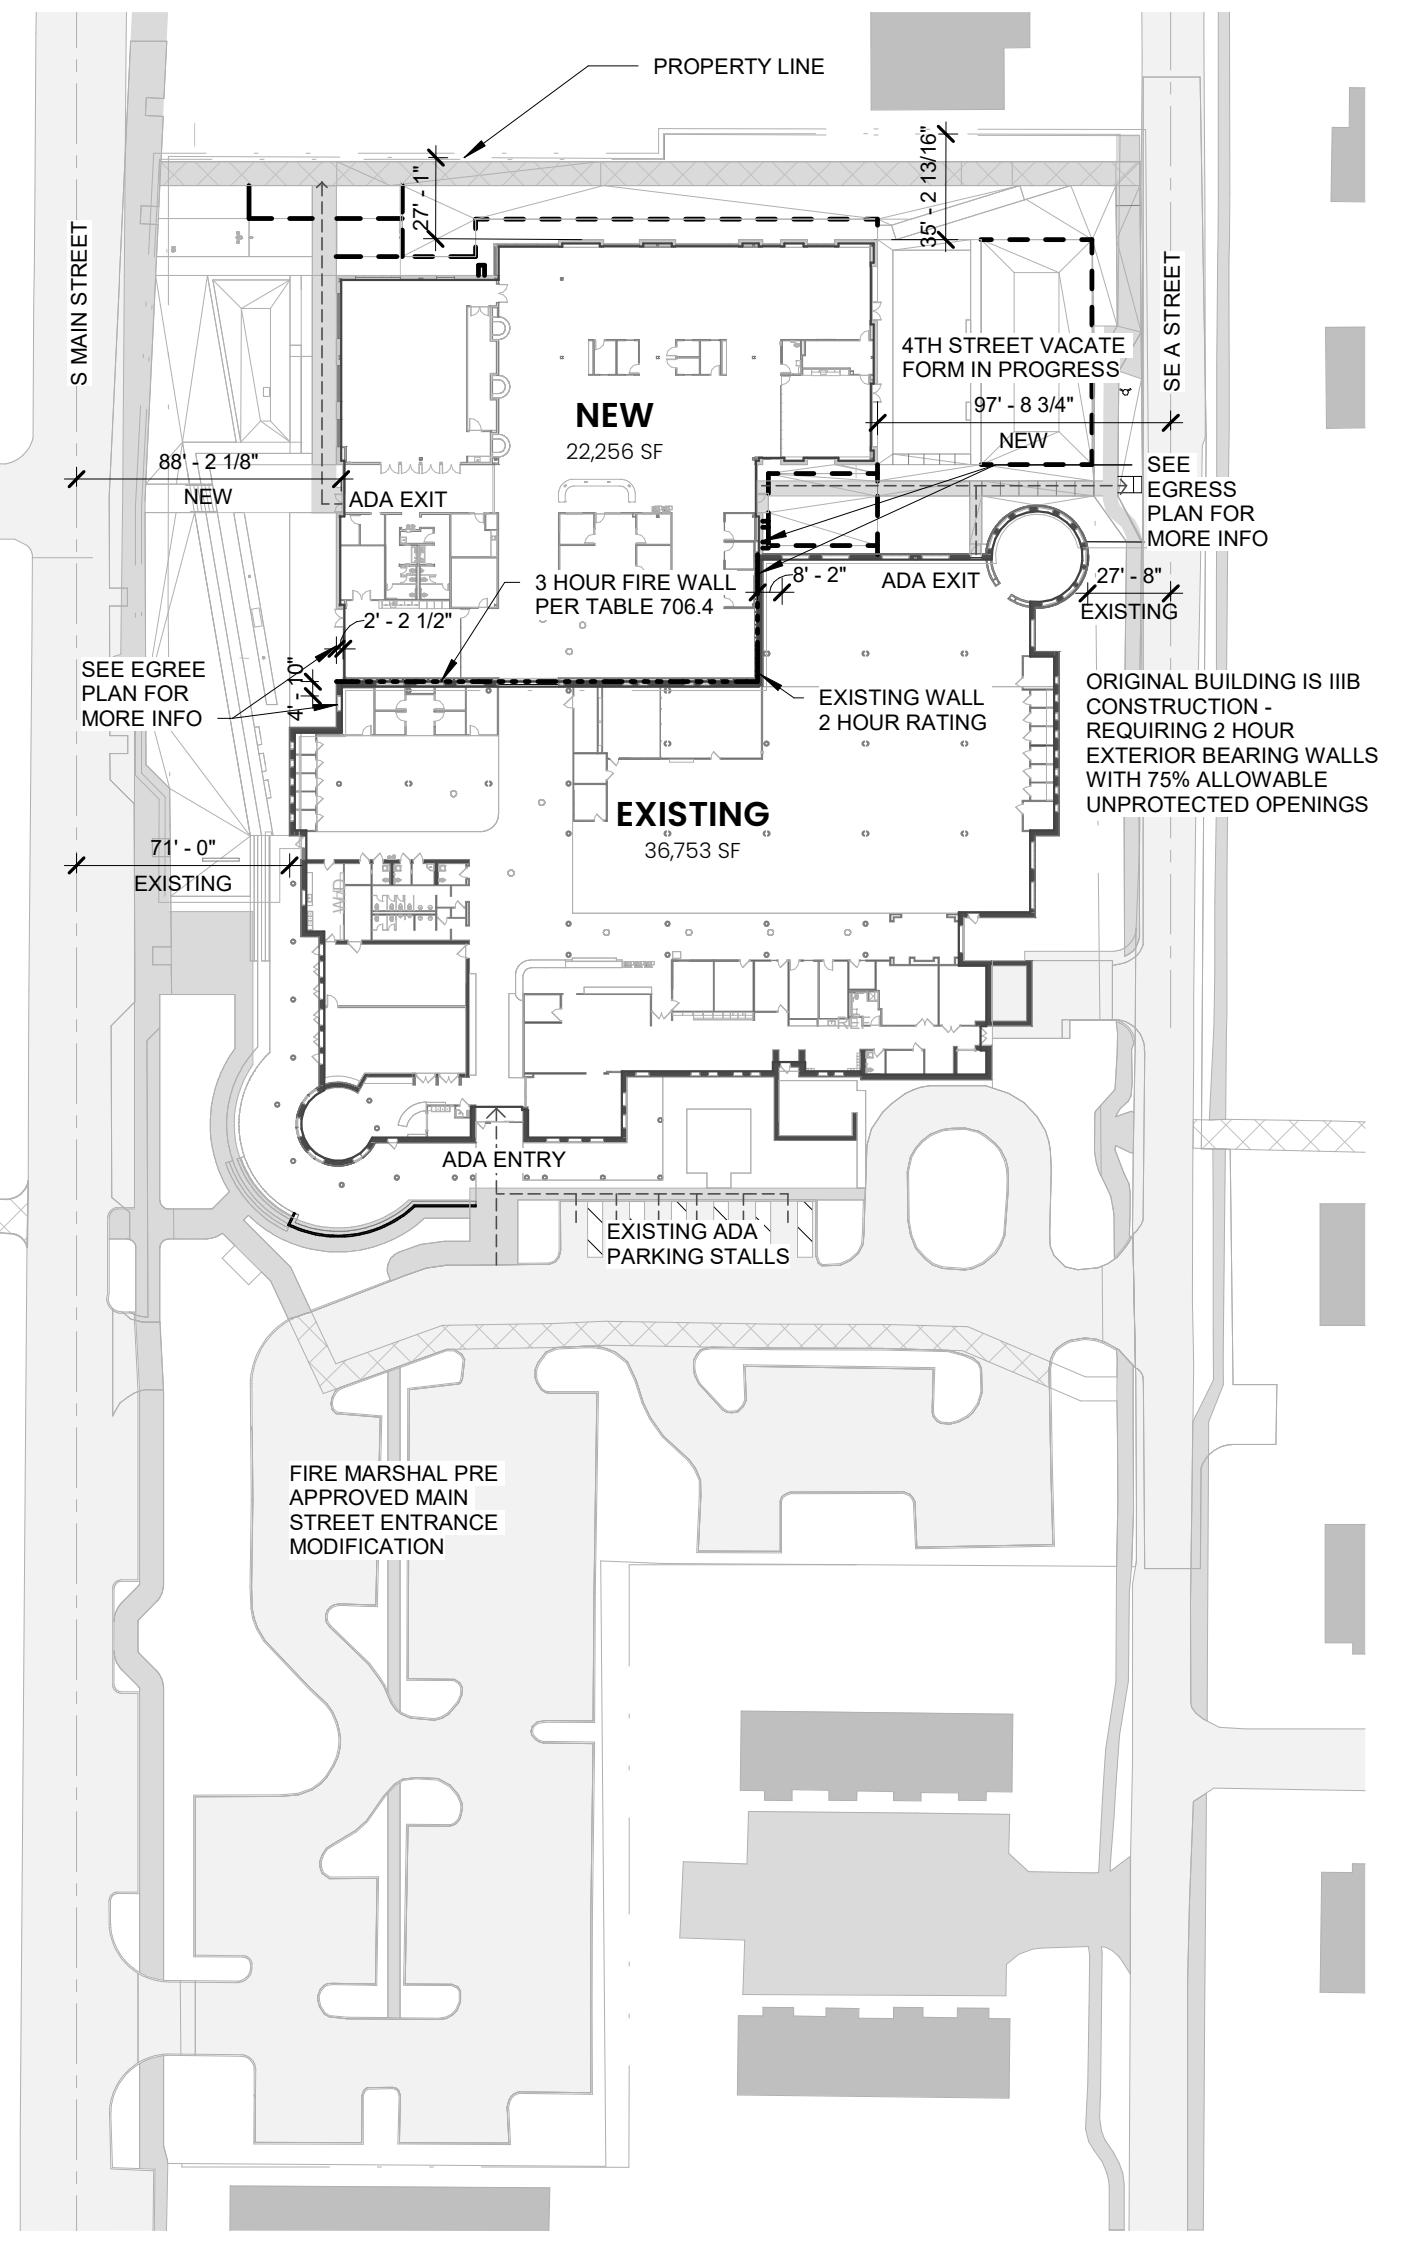 PROPERTY LINE
27' - 1"
35' - 2 13/16"
S MAIN STREET
SE A STREET
4TH STREET VACATE
FORM IN PROGRESS
97' - 8 3/4"
NEW
NEW
22,256 SF
88' - 2 1/8"
NEW
ADA EXIT
SEE
EGRESS
PLAN FOR
MORE INFO
3 HOUR FIRE WALL
PER TABLE 706.4
8' - 2"
ADA EXIT
27' - 8"
EXISTING
2' - 2 1/2"
SEE EGREE
PLAN FOR
MORE INFO
4' - 10"
EXISTING WALL
2 HOUR RATING
ORIGINAL BUILDING IS IIIB
CONSTRUCTION -
REQUIRING 2 HOUR
EXTERIOR BEARING WALLS
WITH 75% ALLOWABLE
UNPROTECTED OPENINGS
EXISTING
36,753 SF
71' - 0"
EXISTING
ADA ENTRY
EXISTING ADA
PARKING STALLS
FIRE MARSHAL PRE
APPROVED MAIN
STREET ENTRANCE
MODIFICATION